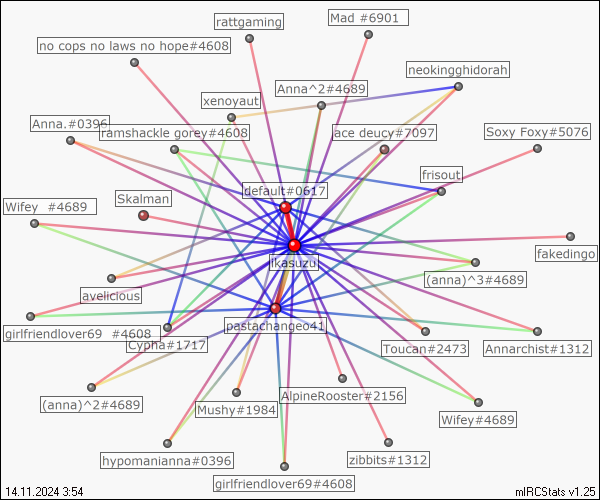 rattgaming
Mad #6901
no cops no laws no hope#4608
neokingghidorah
Anna^2#4689
xenoyaut
Anna.#0396
ramshackle gorey#4608
ace deucy#7097
Soxy Foxy#5076
frisout
default#0617
Skalman
Wifey #4689
fakedingo
ikasuzu
(anna)^3#4689
avelicious
pastachangeo41
girlfriendlover69 #4608
Cypha#1717
Toucan#2473
Annarchist#1312
AlpineRooster#2156
(anna)^2#4689
Mushy#1984
Wifey#4689
hypomanianna#0396
zibbits#1312
girlfriendlover69#4608
14.11.2024 3:54
mIRCStats v1.25